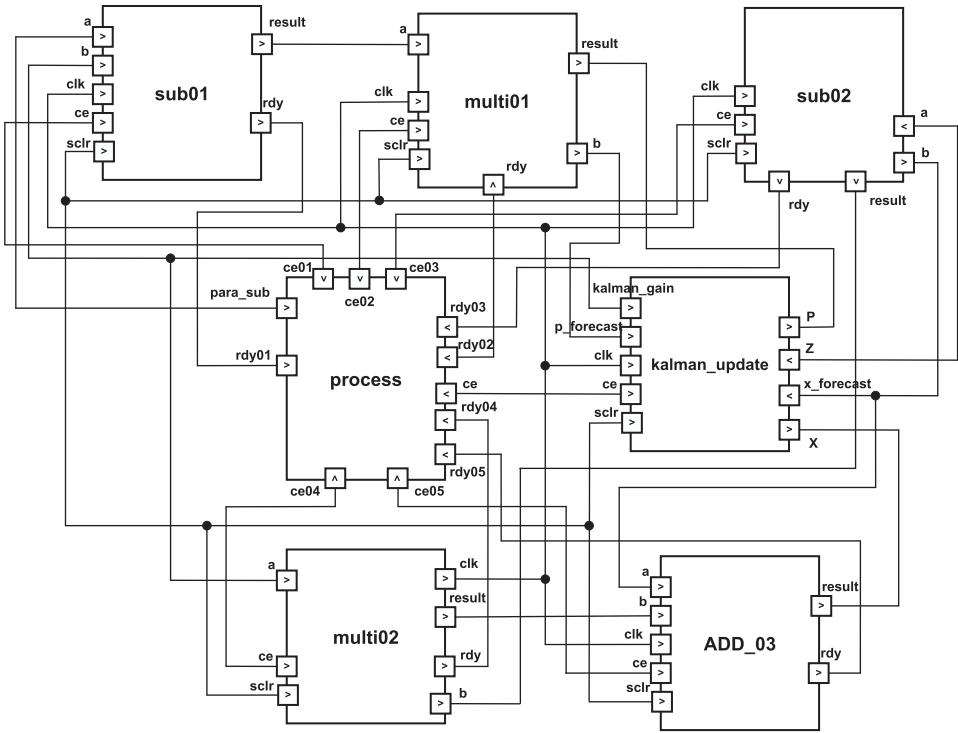 a
b
clk
ce
sclr
sub01
result
rdy
a
clk
ce
sclr
multi01
result
b
rdy
clk
ce
sclr
sub02
a
b
rdy
result
ce01
ce02
ce03
para_sub
rdy01
process
rdy03
rdy02
ce
rdy04
rdy05
ce04
ce05
kalman_gain
p_forecast
clk
ce
sclr
kalman_update
P
Z
x_forecast
X
a
ce
sclr
multi02
clk
result
rdy
b
a
b
clk
ce
sclr
ADD_03
result
rdy